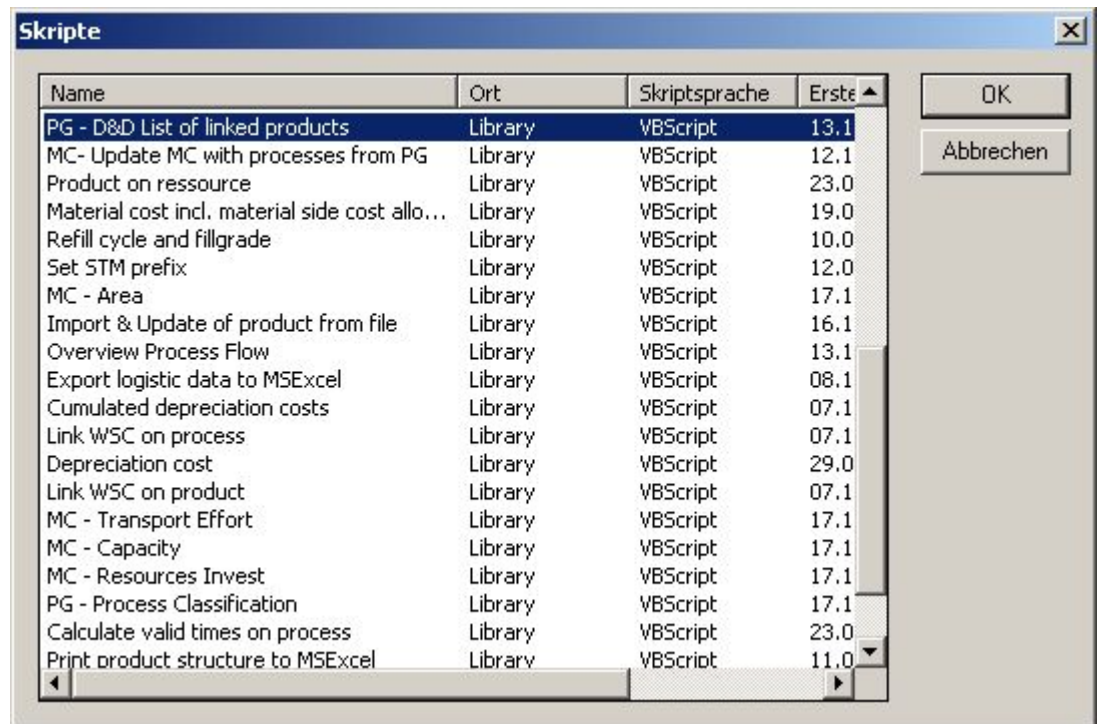 Skripte
Name Ort Skriptsprache Erste
OK
PG - D&D List of linked products Library VBScript 13.1
MC- Update MC with processes from PG Library VBScript 12.1
Abbrechen
Product on ressource Library VBScript 23.0
Material cost incl. material side cost allo... Library VBScript 19.0
Refill cycle and fillgrade Library VBScript 10.0
Set STM prefix Library VBScript 12.0
MC - Area Library VBScript 17.1
Import & Update of product from file Library VBScript 16.1
Overview Process Flow Library VBScript 13.1
Export logistic data to MSExcel Library VBScript 08.1
Cumulated depreciation costs Library VBScript 07.1
Link WSC on process Library VBScript 07.1
Depreciation cost Library VBScript 29.0
Link WSC on product Library VBScript 07.1
MC - Transport Effort Library VBScript 17.1
MC - Capacity Library VBScript 17.1
MC - Resources Invest Library VBScript 17.1
PG - Process Classification Library VBScript 17.1
Calculate valid times on process Library VBScript 23.0
Print product structure to MSExcel Library VBScript 11.0